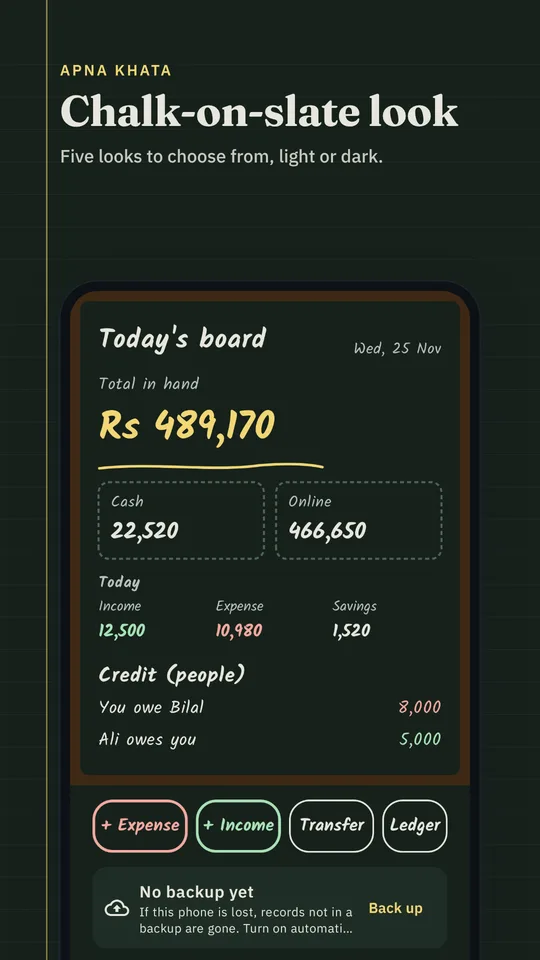 APNA KHATA
Chalk-on-slate look
Five looks to choose from, light or dark.
Today's board
Wed, 25 Nov
Total in hand
Rs 489,170
Cash
Online
22,520
466,650
Today
Income
Expense
Savings
12,500
10,980
1,520
Credit (people)
You owe Bilal
8,000
Ali owes you
5,000
+ Expense
+ Income
Transfer
Ledger
No backup yet
If this phone is lost, records not in a
backup are gone. Turn on automati...
Back up